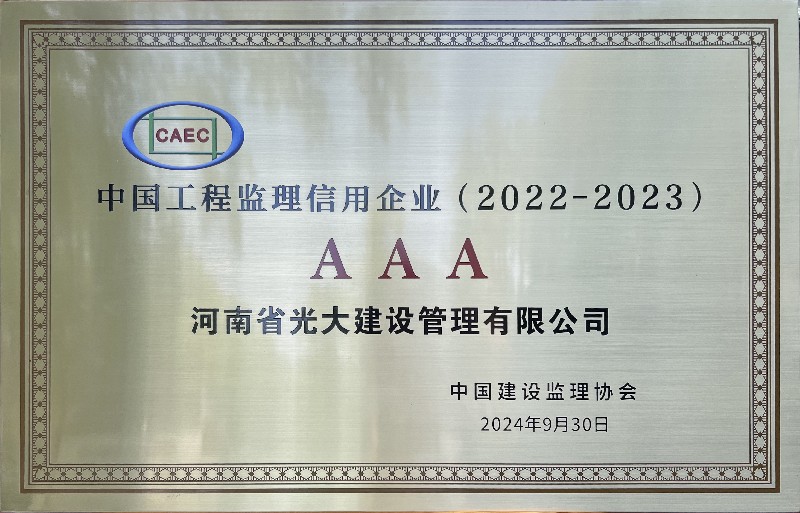 CAEC
中国工程监理信用企业（2022-2023）
AAA
河南省光大建设管理有限公司
中国建设监理协会
2024年9月30日